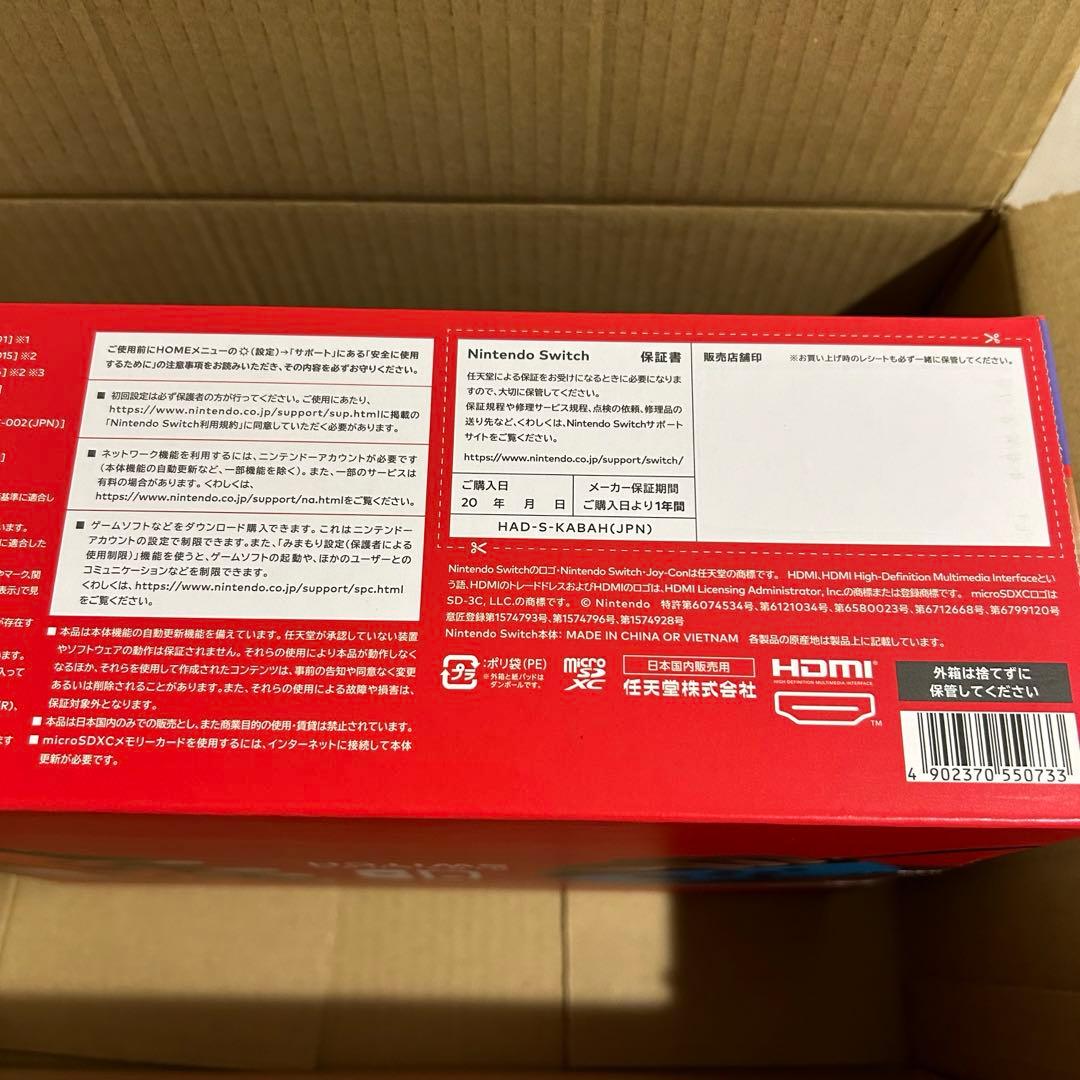 01] ※1
015] ※2
] ※2 ※3
-002(JPN)]
基準に適合し
います。
に適合した
やマーク、関
表示」で見
が存在す
ます。
入って
R)、
ます
ご使用前にHOMEメニューの(設定)→「サポート」にある「安全に使用
するために」の注意事項をお読みいただき、その内容を必ずお守りください。
■ 初回設定は必ず保護者の方が行ってください。ご使用にあたり、
https://www.nintendo.co.jp/support/sup.htmlに掲載の
「Nintendo Switch利用規約」に同意していただく必要があります。
■ ネットワーク機能を利用するには、ニンテンドーアカウントが必要です
(本体機能の自動更新など、一部機能を除く)。また、一部のサービスは
有料の場合があります。くわしくは、
https://www.nintendo.co.jp/support/na.htmlをご覧ください。
■ ゲームソフトなどをダウンロード購入できます。これはニンテンドー
アカウントの設定で制限できます。また、「みまもり設定(保護者による
使用制限)」機能を使うと、ゲームソフトの起動や、ほかのユーザーとの
コミュニケーションなどを制限できます。
くわしくは、https://www.nintendo.co.jp/support/spc.html
をご覧ください。
■ 本品は本体機能の自動更新機能を備えています。任天堂が承認していない装置
やソフトウェアの動作は保証されません。それらの使用により本品が動作しなく
なるほか、それらを使用して作成されたコンテンツは、事前の告知や同意なく変更
あるいは削除されることがあります。また、それらの使用による故障や損害は、
保証対象外となります。
■ 本品は日本国内のみでの販売とし、また商業目的の使用・賃貸は禁止されています。
■ microSDXCメモリーカードを使用するには、インターネットに接続して本体
更新が必要です。
Nintendo Switch 保証書
任天堂による保証をお受けになるときに必要になりま
すので、大切に保管してください。
保証規程や修理サービス規程、点検の依頼、修理品の
送り先など、くわしくは、Nintendo Switchサポート
サイトをご覧ください。
https://www.nintendo.co.jp/support/switch/
ご購入日
20 年 月 日
メーカー保証期間
ご購入日より1年間
HAD-S-KABAH(JPN)
販売店舗印 ※お買い上げ時のレシートも必ず一緒に保管してください。
Nintendo Switchのロゴ・Nintendo Switch・Joy-Conは任天堂の商標です。 HDMI、HDMI High-Definition Multimedia Interfaceとい
う語、HDMIのトレードドレスおよびHDMIのロゴは、HDMI Licensing Administrator, Inc.の商標または登録商標です。 microSDXCロゴは
SD-3C, LLC.の商標です。 © Nintendo 特許第6074534号、第6121034号、第6580023号、第6712668号、第6799120号
意匠登録第1574793号、第1574796号、第1574928号
Nintendo Switch本体: MADE IN CHINA OR VIETNAM 各製品の原産地は製品上に記載しています。
プラ
:ポリ袋(PE)
※外箱と紙パッドは
ダンボールです。
micro
SD
XC
日本国内販売用
任天堂株式会社
HDMI
HIGH-DEFINITION MULTIMEDIA INTERFACE
TM
外箱は捨てずに
保管してください
4 902370 550733
SWITCH